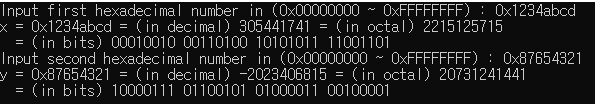 Input first hexadecimal number in (0x00000000 ~ 0xFFFFFFFF) : 0x1234abcd
x = 0x1234abcd = (in decimal) 305441741 = (in octal) 2215125715
= (in bits) 00010010 00110100 10101011 11001101
Input second hexadecimal number in (0x00000000 ~ 0xFFFFFFFF) : 0x87654321
y = 0x87654321 = (in decimal) -2023406815 = (in octal) 20731241441
= (in bits) 10000111 01100101 01000011 00100001